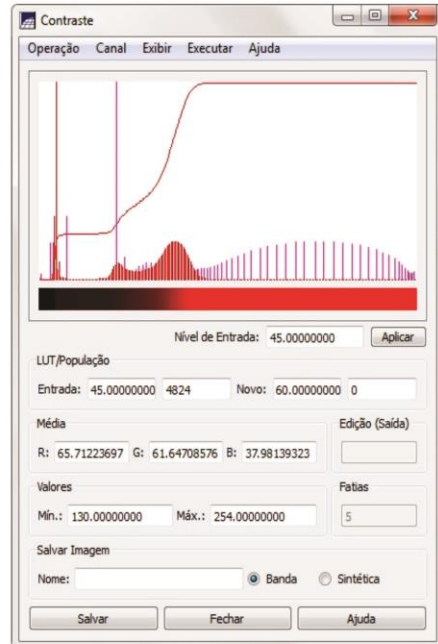 Contraste
Operação Canal Exibir Executar Ajuda
Nível de Entrada: 45.00000000 Aplicar
LUT/População
Entrada: 45.00000000 4824 Novo: 60.00000000 0
Média Edição (Saída)
R: 65.71223697 G: 61.64708576 B: 37.98139323
Valores Fatias
Mín.: 130.00000000 Máx.: 254.00000000 5
Salvar Imagem
Nome: Banda Sintética
Salvar Fechar Ajuda